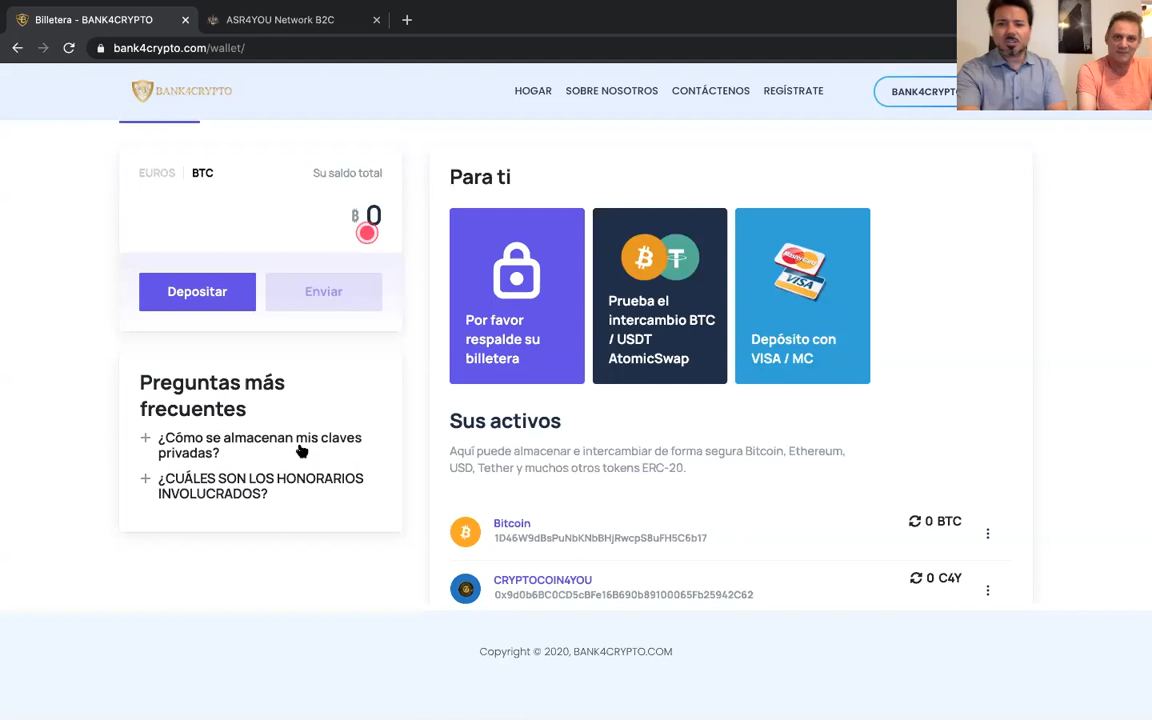 Billetera - BANK4CRYPTO
ASR4YOU Network B2C
bank4crypto.com/wallet/
BANK4CRYPTO
HOGAR
SOBRE NOSOTROS
CONTÁCTENOS
REGÍSTRATE
BANK4CRYPT
EUROS
BTC
Su saldo total
0
Depositar
Enviar
Preguntas más
frecuentes
¿Cómo se almacenan mis claves
privadas?
¿CUÁLES SON LOS HONORARIOS
INVOLUCRADOS?
Para ti
Por favor
respalde su
billetera
Prueba el
intercambio BTC
/ USDT
AtomicSwap
MasterCard
VISA
Depósito con
VISA / MC
Sus activos
Aquí puede almacenar e intercambiar de forma segura Bitcoin, Ethereum,
USD, Tether y muchos otros tokens ERC-20.
Bitcoin
1D46W9dBsPuNbKNbBHjRwcpS8uFH5C6b17
0 BTC
CRYPTOCOIN4YOU
0x9d0b6BC0CD5cBFe16B690b89100065Fb25942C62
0 C4Y
Copyright © 2020, BANK4CRYPTO.COM